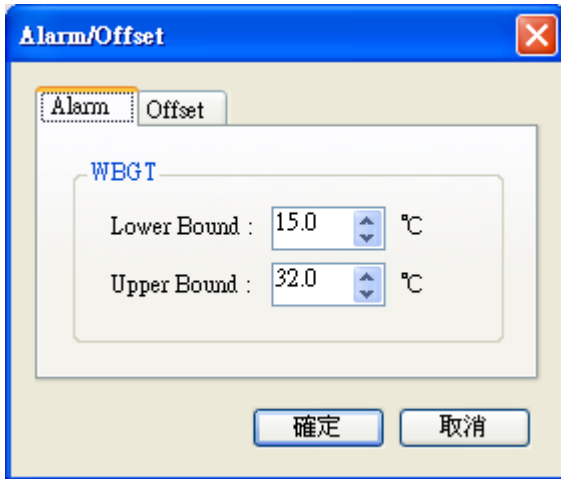 Alarm/Offset
Alarm Offset
WBGT
Lower Bound : 15.0 ℃
Upper Bound : 32.0 ℃
確定 取消